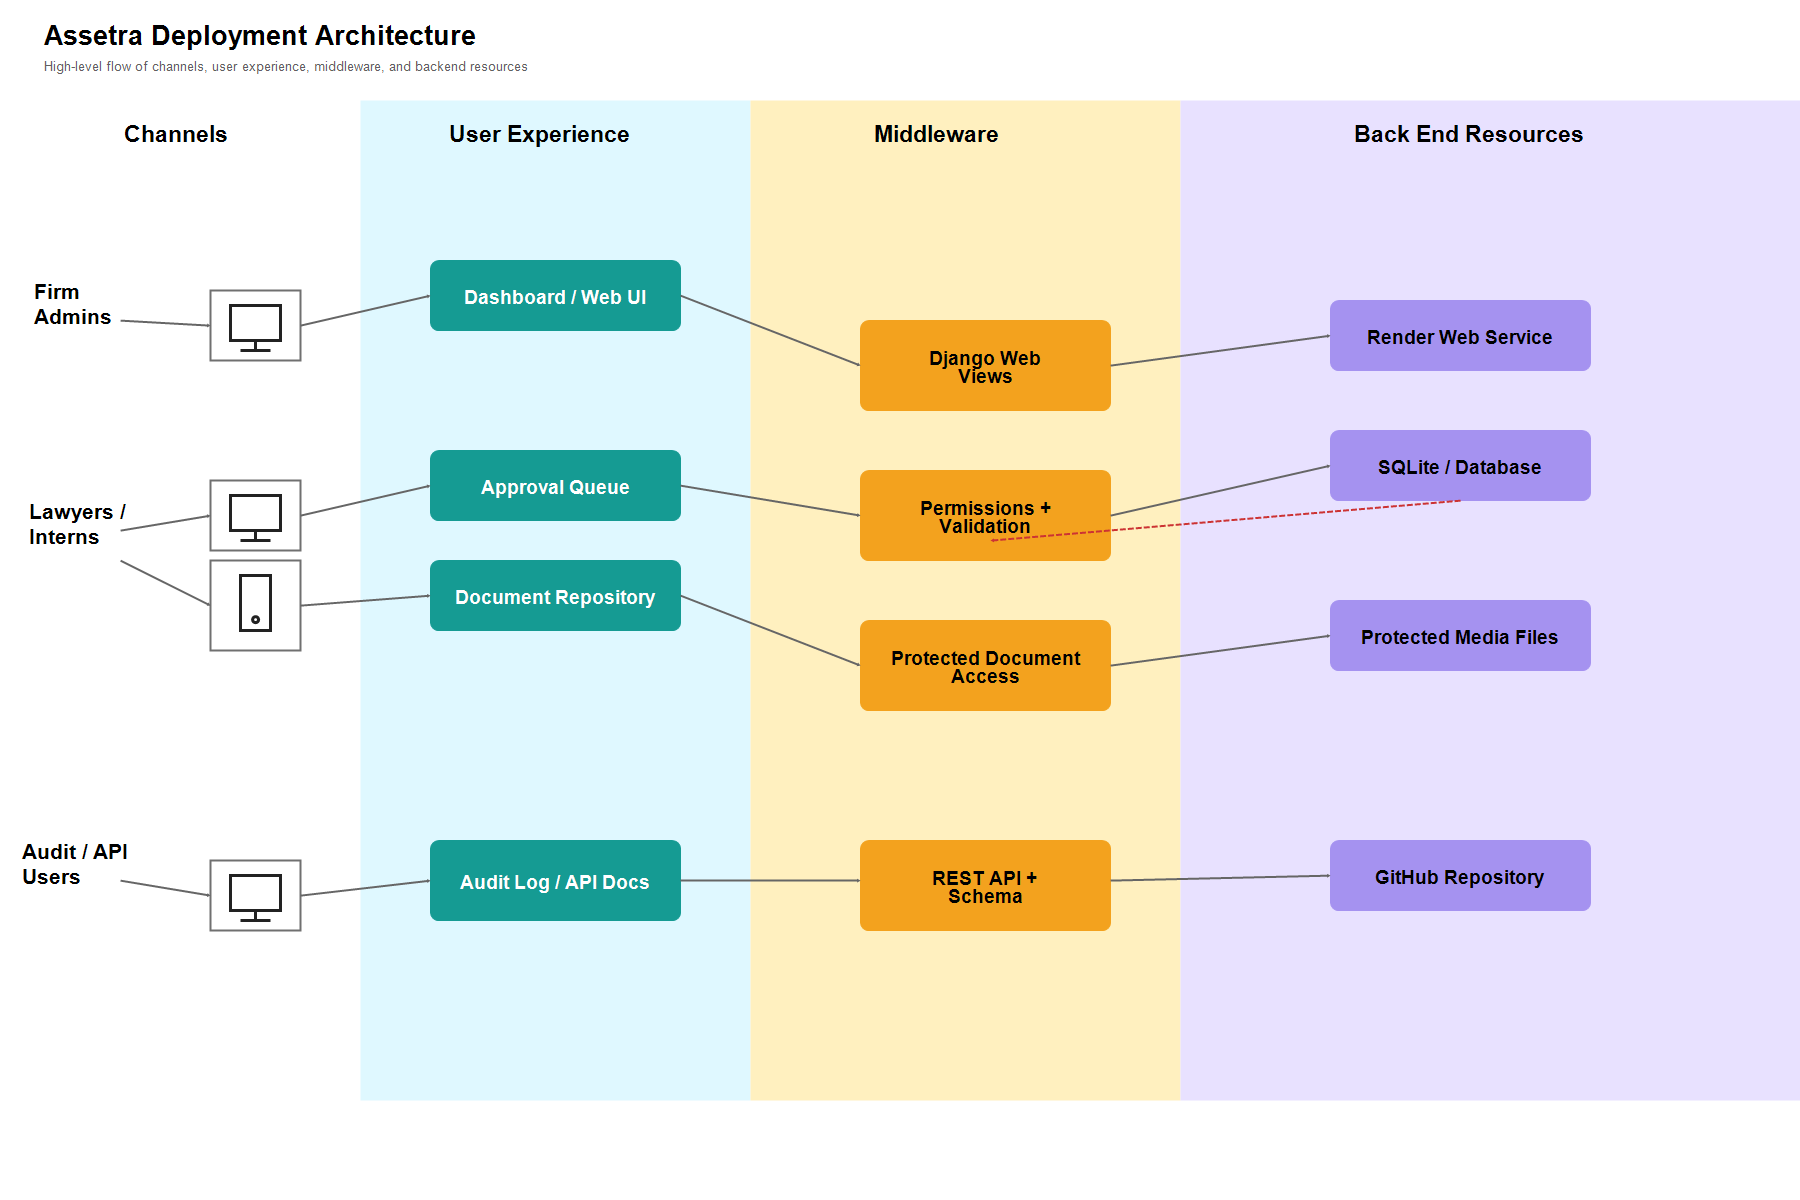 Assetra Deployment Architecture
High-level flow of channels, user experience, middleware, and backend resources
Channels
User Experience
Middleware
Back End Resources
Firm
Admins
Dashboard / Web UI
Django Web
Views
Render Web Service
Lawyers /
Interns
Approval Queue
Permissions +
Validation
SQLite / Database
Document Repository
Protected Document
Access
Protected Media Files
Audit / API
Users
Audit Log / API Docs
REST API +
Schema
GitHub Repository